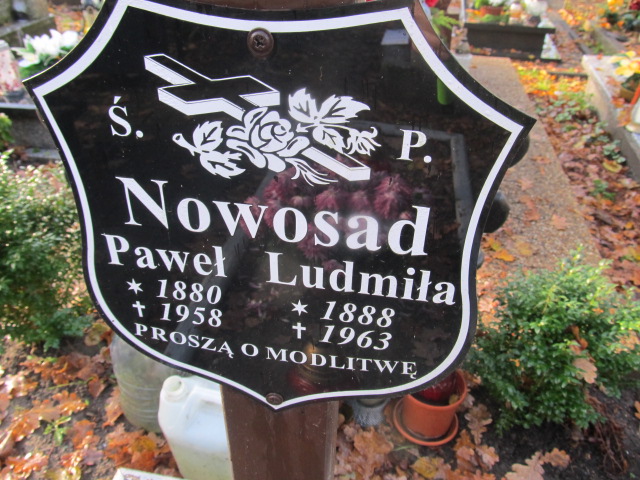 Ś. P.
Nowosad
Paweł Ludmiła
* 1880 * 1888
† 1958 † 1963
PROSZĄ O MODLITWĘ